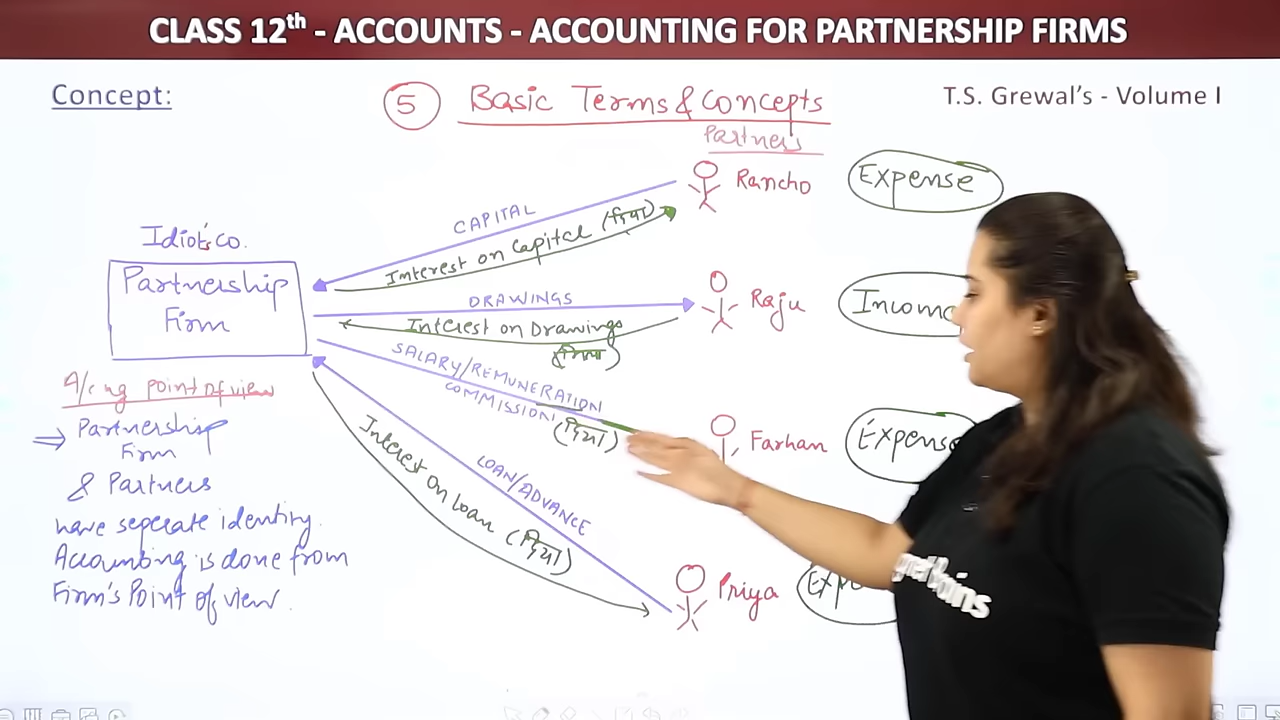 CLASS 12th - ACCOUNTS - ACCOUNTING FOR PARTNERSHIP FIRMS
Concept:
5 Basic Terms & Concepts
T.S. Grewal's - Volume I
Partners
Rancho
Expense
CAPITAL
Interest on Capital (दिया)
Idiot's co.
Partnership
Firm
DRAWINGS
Raju
Income
Interest on Drawings
(लिया)
SALARY/REMUNERATION
COMMISSION (दिया)
Farhan
Expense
A/cing point of view
⇒ Partnership
Firm
& Partners
have seperate identity.
Accounting is done from
Firm's Point of view.
LOAN/ADVANCE
Interest on Loan (दिया)
Priya